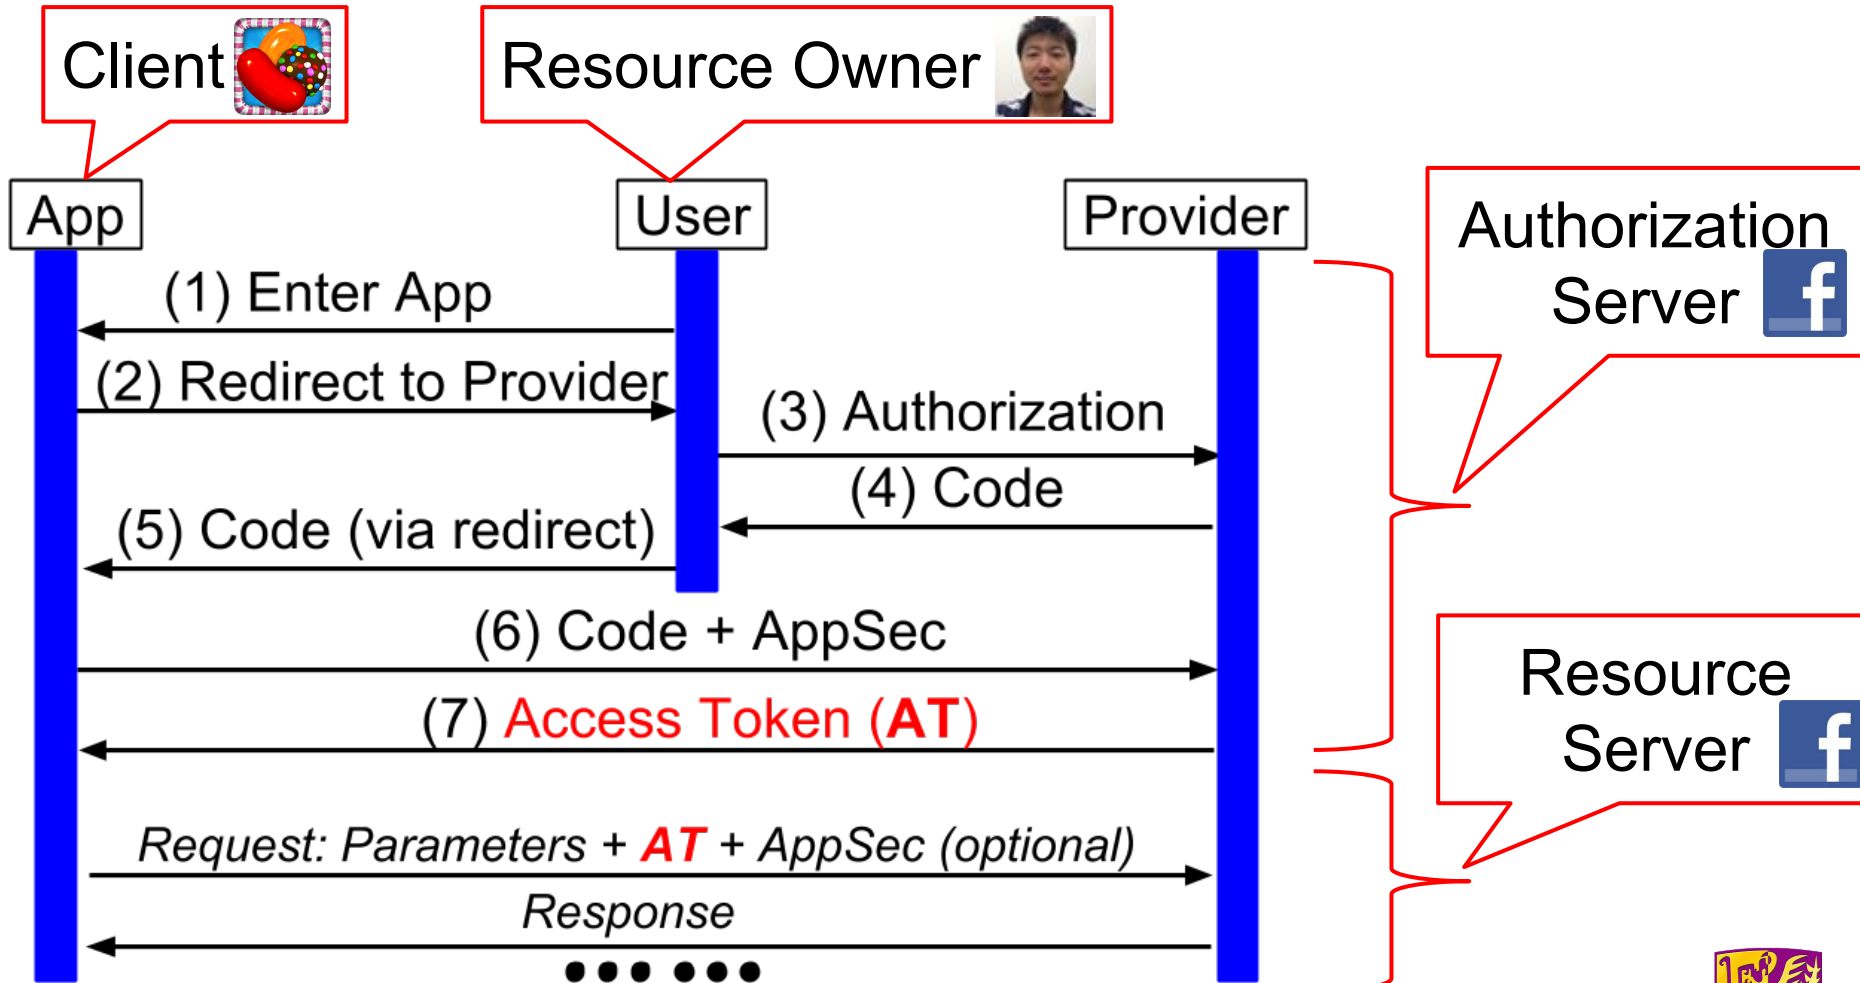 Client
Resource Owner
App
User
Provider
Authorization
Server
f
(1) Enter App
(2) Redirect to Provider
(3) Authorization
(4) Code
(5) Code (via redirect)
(6) Code + AppSec
Resource
Server
f
(7) Access Token (AT)
Request: Parameters + AT + AppSec (optional)
Response